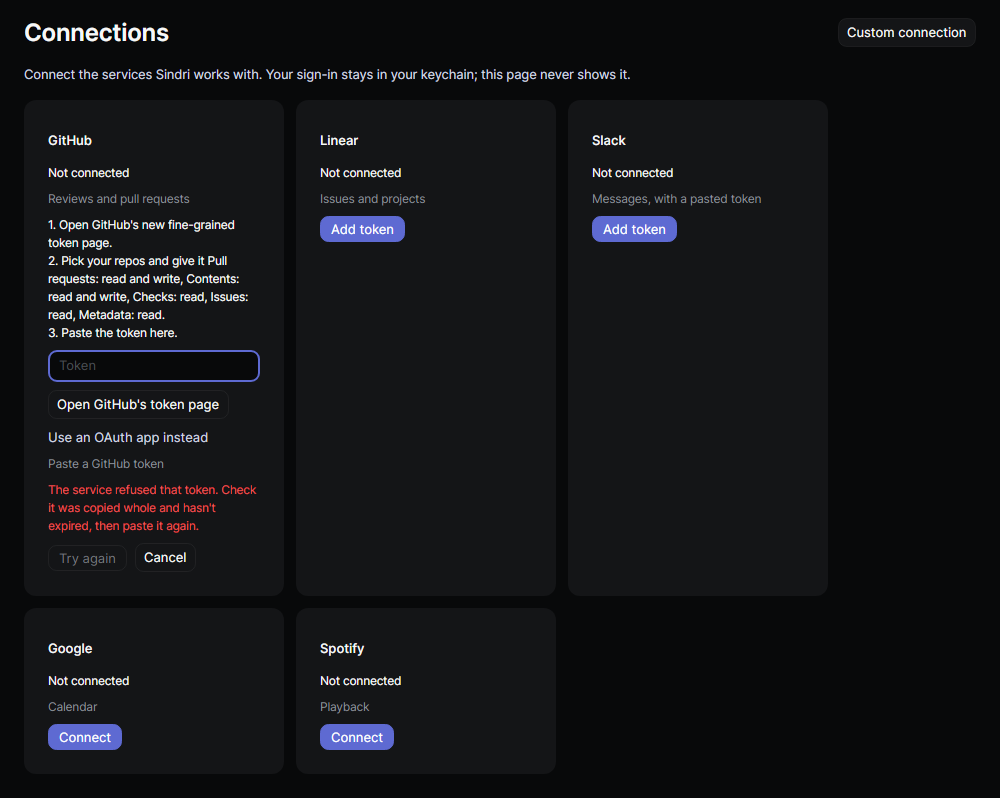 Connections
Custom connection
Connect the services Sindri works with. Your sign-in stays in your keychain; this page never shows it.
GitHub
Not connected
Reviews and pull requests
1. Open GitHub's new fine-grained
token page.
2. Pick your repos and give it Pull
requests: read and write, Contents:
read and write, Checks: read, Issues:
read, Metadata: read.
3. Paste the token here.
Token
Open GitHub's token page
Use an OAuth app instead
Paste a GitHub token
The service refused that token. Check
it was copied whole and hasn't
expired, then paste it again.
Try again
Cancel
Linear
Not connected
Issues and projects
Add token
Slack
Not connected
Messages, with a pasted token
Add token
Google
Not connected
Calendar
Connect
Spotify
Not connected
Playback
Connect